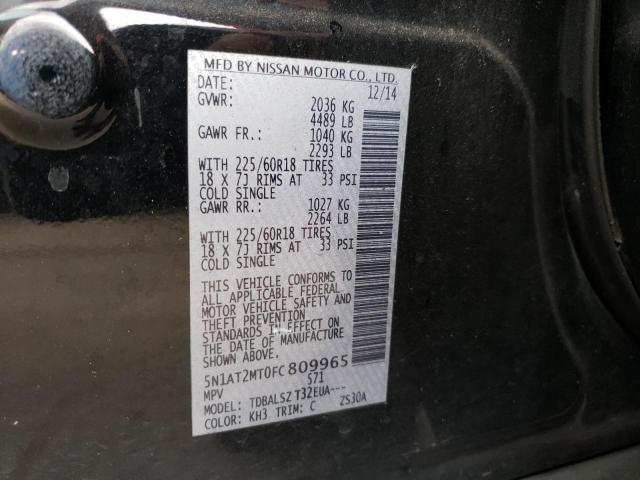 MFD BY NISSAN MOTOR CO., LTD.
DATE: 12/14
GVWR: 2036 KG
4489 LB
GAWR FR.: 1040 KG
2293 LB
WITH 225/60R18 TIRES
18 X 7J RIMS AT 33 PSI
COLD SINGLE
GAWR RR.: 1027 KG
2264 LB
WITH 225/60R18 TIRES
18 X 7J RIMS AT 33 PSI
COLD SINGLE
THIS VEHICLE CONFORMS TO
ALL APPLICABLE FEDERAL
MOTOR VEHICLE SAFETY AND
THEFT PREVENTION
STANDARDS IN EFFECT ON
THE DATE OF MANUFACTURE
SHOWN ABOVE.
5N1AT2MT0FC809965
MPV S71
MODEL: TDBALSZ T32EUA---
COLOR: KH3 TRIM: C ZS30A